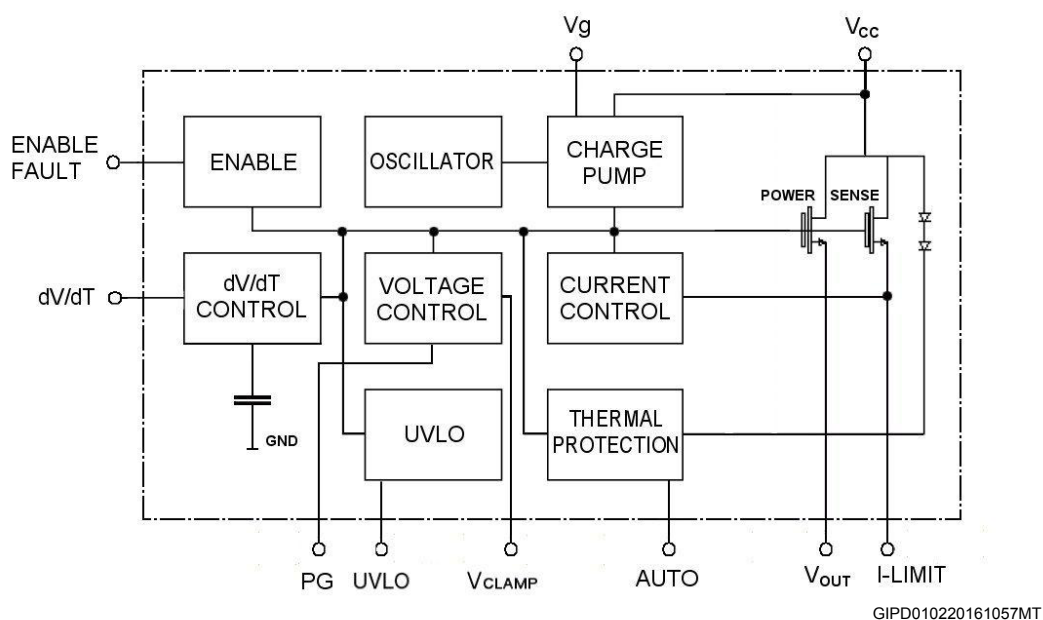 Vg
VCC
ENABLE
FAULT
ENABLE
OSCILLATOR
CHARGE
PUMP
POWER
SENSE
dV/dT
dV/dT
CONTROL
VOLTAGE
CONTROL
CURRENT
CONTROL
GND
UVLO
THERMAL
PROTECTION
PG
UVLO
VCLAMP
AUTO
VOUT
I-LIMIT
GIPD010220161057MT